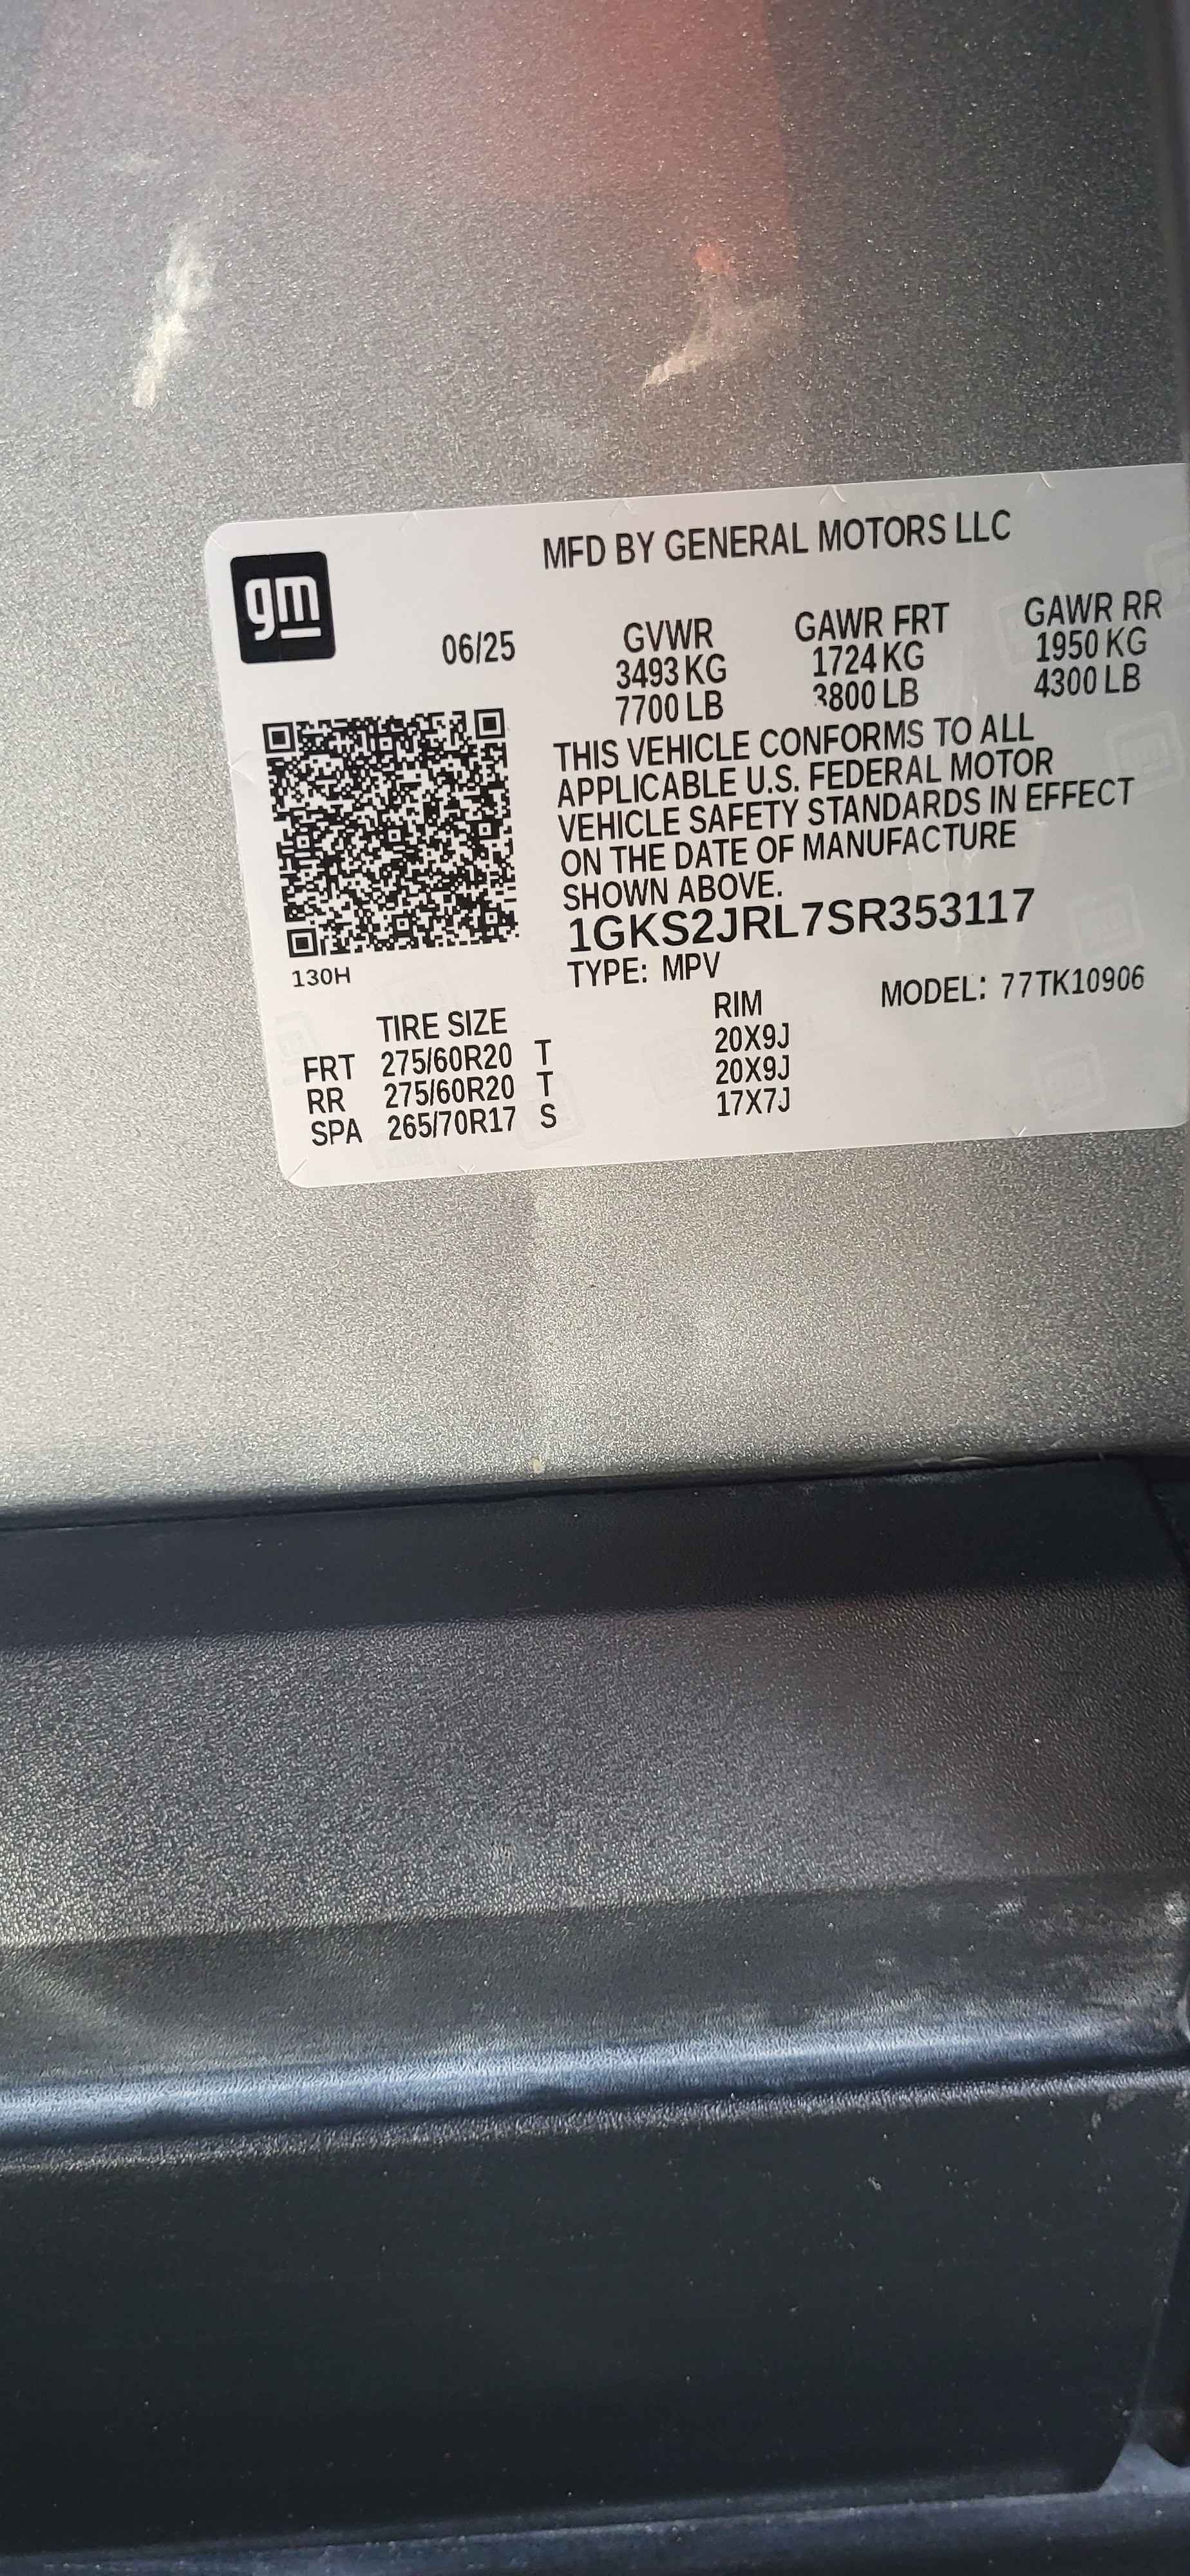 gm
MFD BY GENERAL MOTORS LLC
06/25 GVWR GAWR FRT GAWR RR
3493 KG 1724 KG 1950 KG
7700 LB 3800 LB 4300 LB
THIS VEHICLE CONFORMS TO ALL
APPLICABLE U.S. FEDERAL MOTOR
VEHICLE SAFETY STANDARDS IN EFFECT
ON THE DATE OF MANUFACTURE
SHOWN ABOVE.
1GKS2JRL7SR353117
130H
TYPE: MPV MODEL: 77TK10906
TIRE SIZE RIM
FRT 275/60R20 T 20X9J
RR 275/60R20 T 20X9J
SPA 265/70R17 S 17X7J